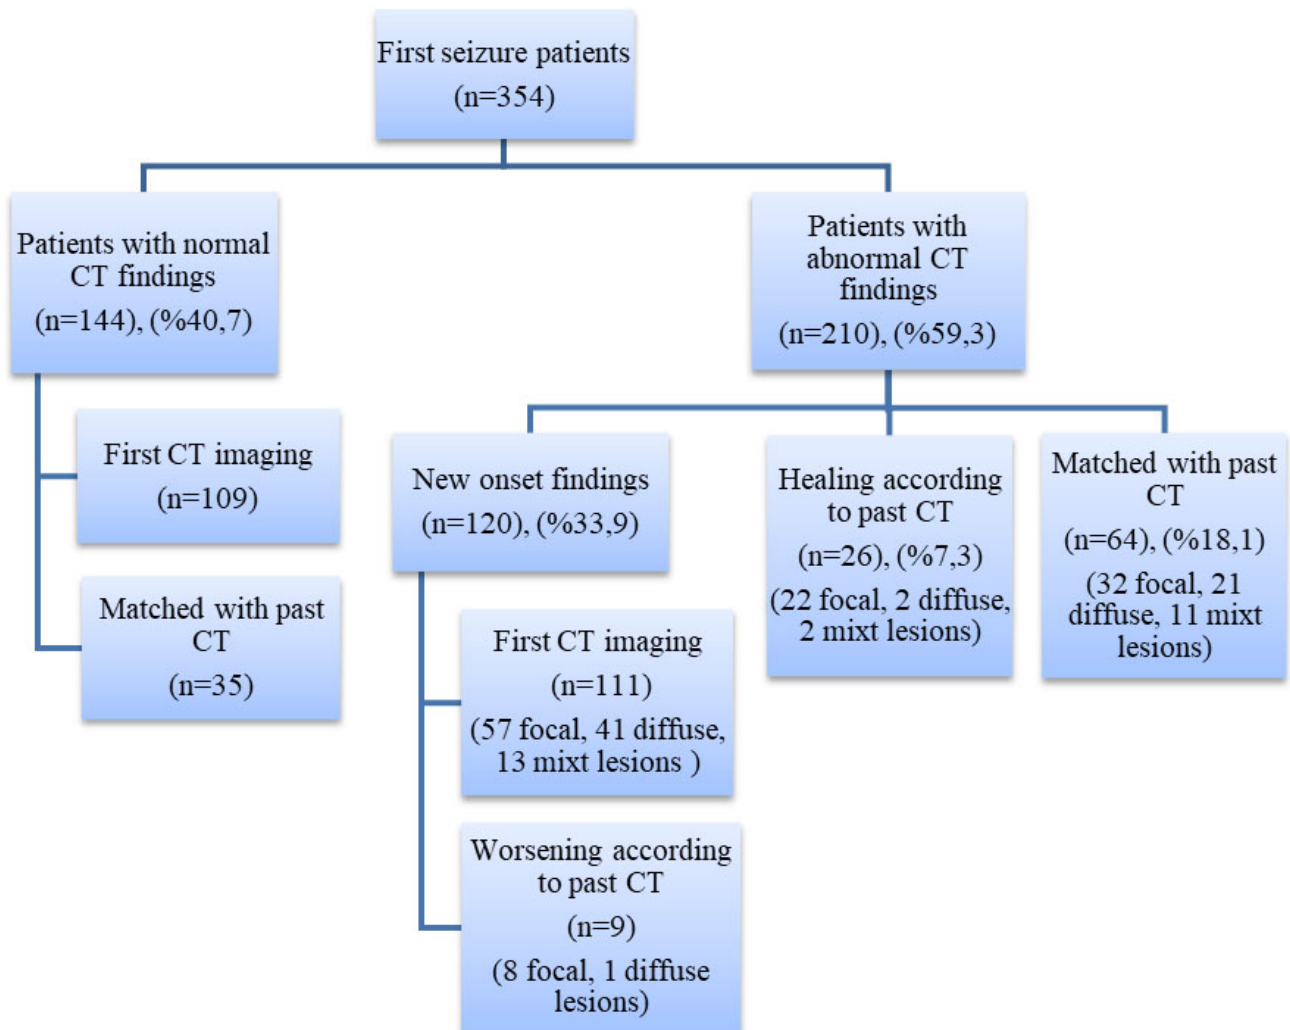 First seizure patients
(n=354)
Patients with normal
CT findings
(n=144), (%40,7)
First CT imaging
(n=109)
Matched with past
CT
(n=35)
Patients with
abnormal CT
findings
(n=210), (%59,3)
New onset findings
(n=120), (%33,9)
First CT imaging
(n=111)
(57 focal, 41 diffuse,
13 mixt lesions )
Worsening according
to past CT
(n=9)
(8 focal, 1 diffuse
lesions)
Healing according
to past CT
(n=26), (%7,3)
(22 focal, 2 diffuse,
2 mixt lesions)
Matched with past
CT
(n=64), (%18,1)
(32 focal, 21
diffuse, 11 mixt
lesions)